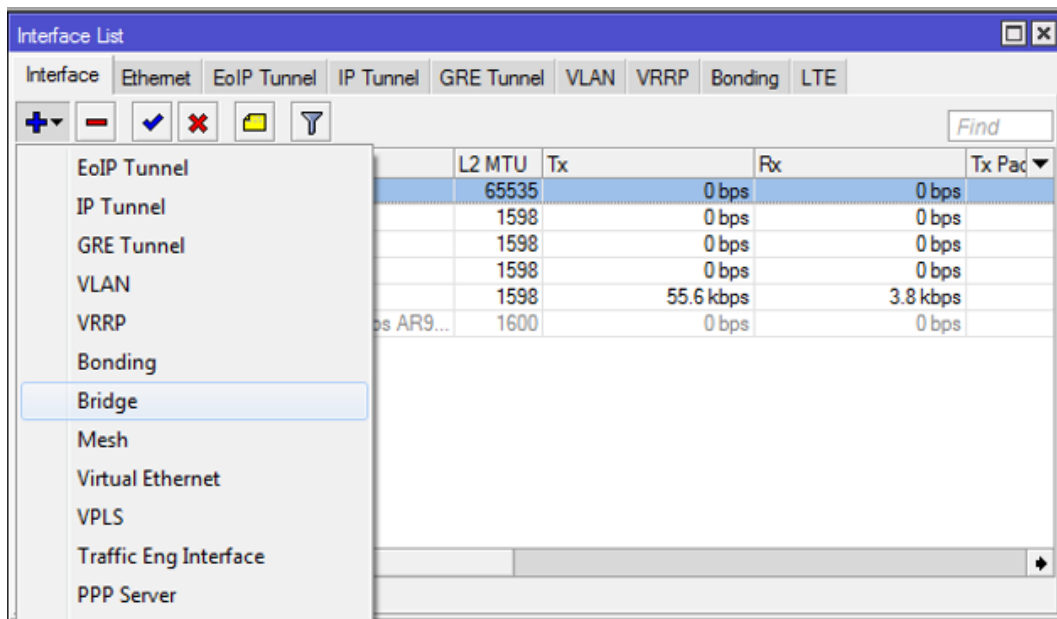 Interface List
Interface Ethernet EoIP Tunnel IP Tunnel GRE Tunnel VLAN VRRP Bonding LTE
Find
L2 MTU Tx Rx Tx Pac
65535 0 bps 0 bps
1598 0 bps 0 bps
1598 0 bps 0 bps
1598 0 bps 0 bps
1598 55.6 kbps 3.8 kbps
os AR9... 1600 0 bps 0 bps
EoIP Tunnel
IP Tunnel
GRE Tunnel
VLAN
VRRP
Bonding
Bridge
Mesh
Virtual Ethernet
VPLS
Traffic Eng Interface
PPP Server